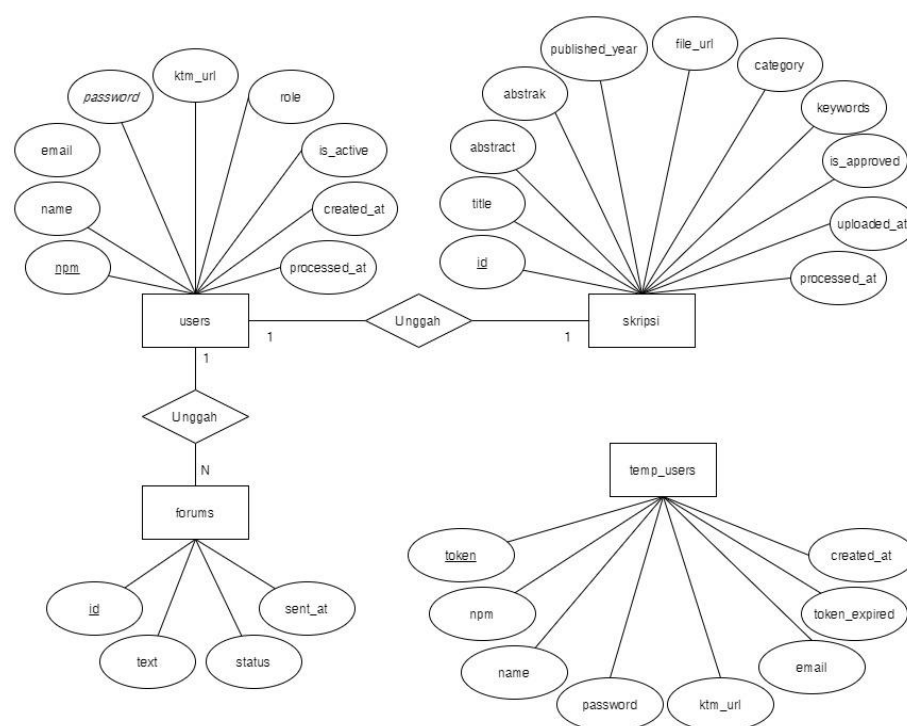 published_year
file_url
ktm_url
category
password
role
abstrak
keywords
email
is_active
abstract
is_approved
name
created_at
title
uploaded_at
npm
processed_at
id
processed_at
users
Unggah
skripsi
1
1
1
Unggah
N
temp_users
forums
token
created_at
id
sent_at
npm
token_expired
text
status
name
email
password
ktm_url